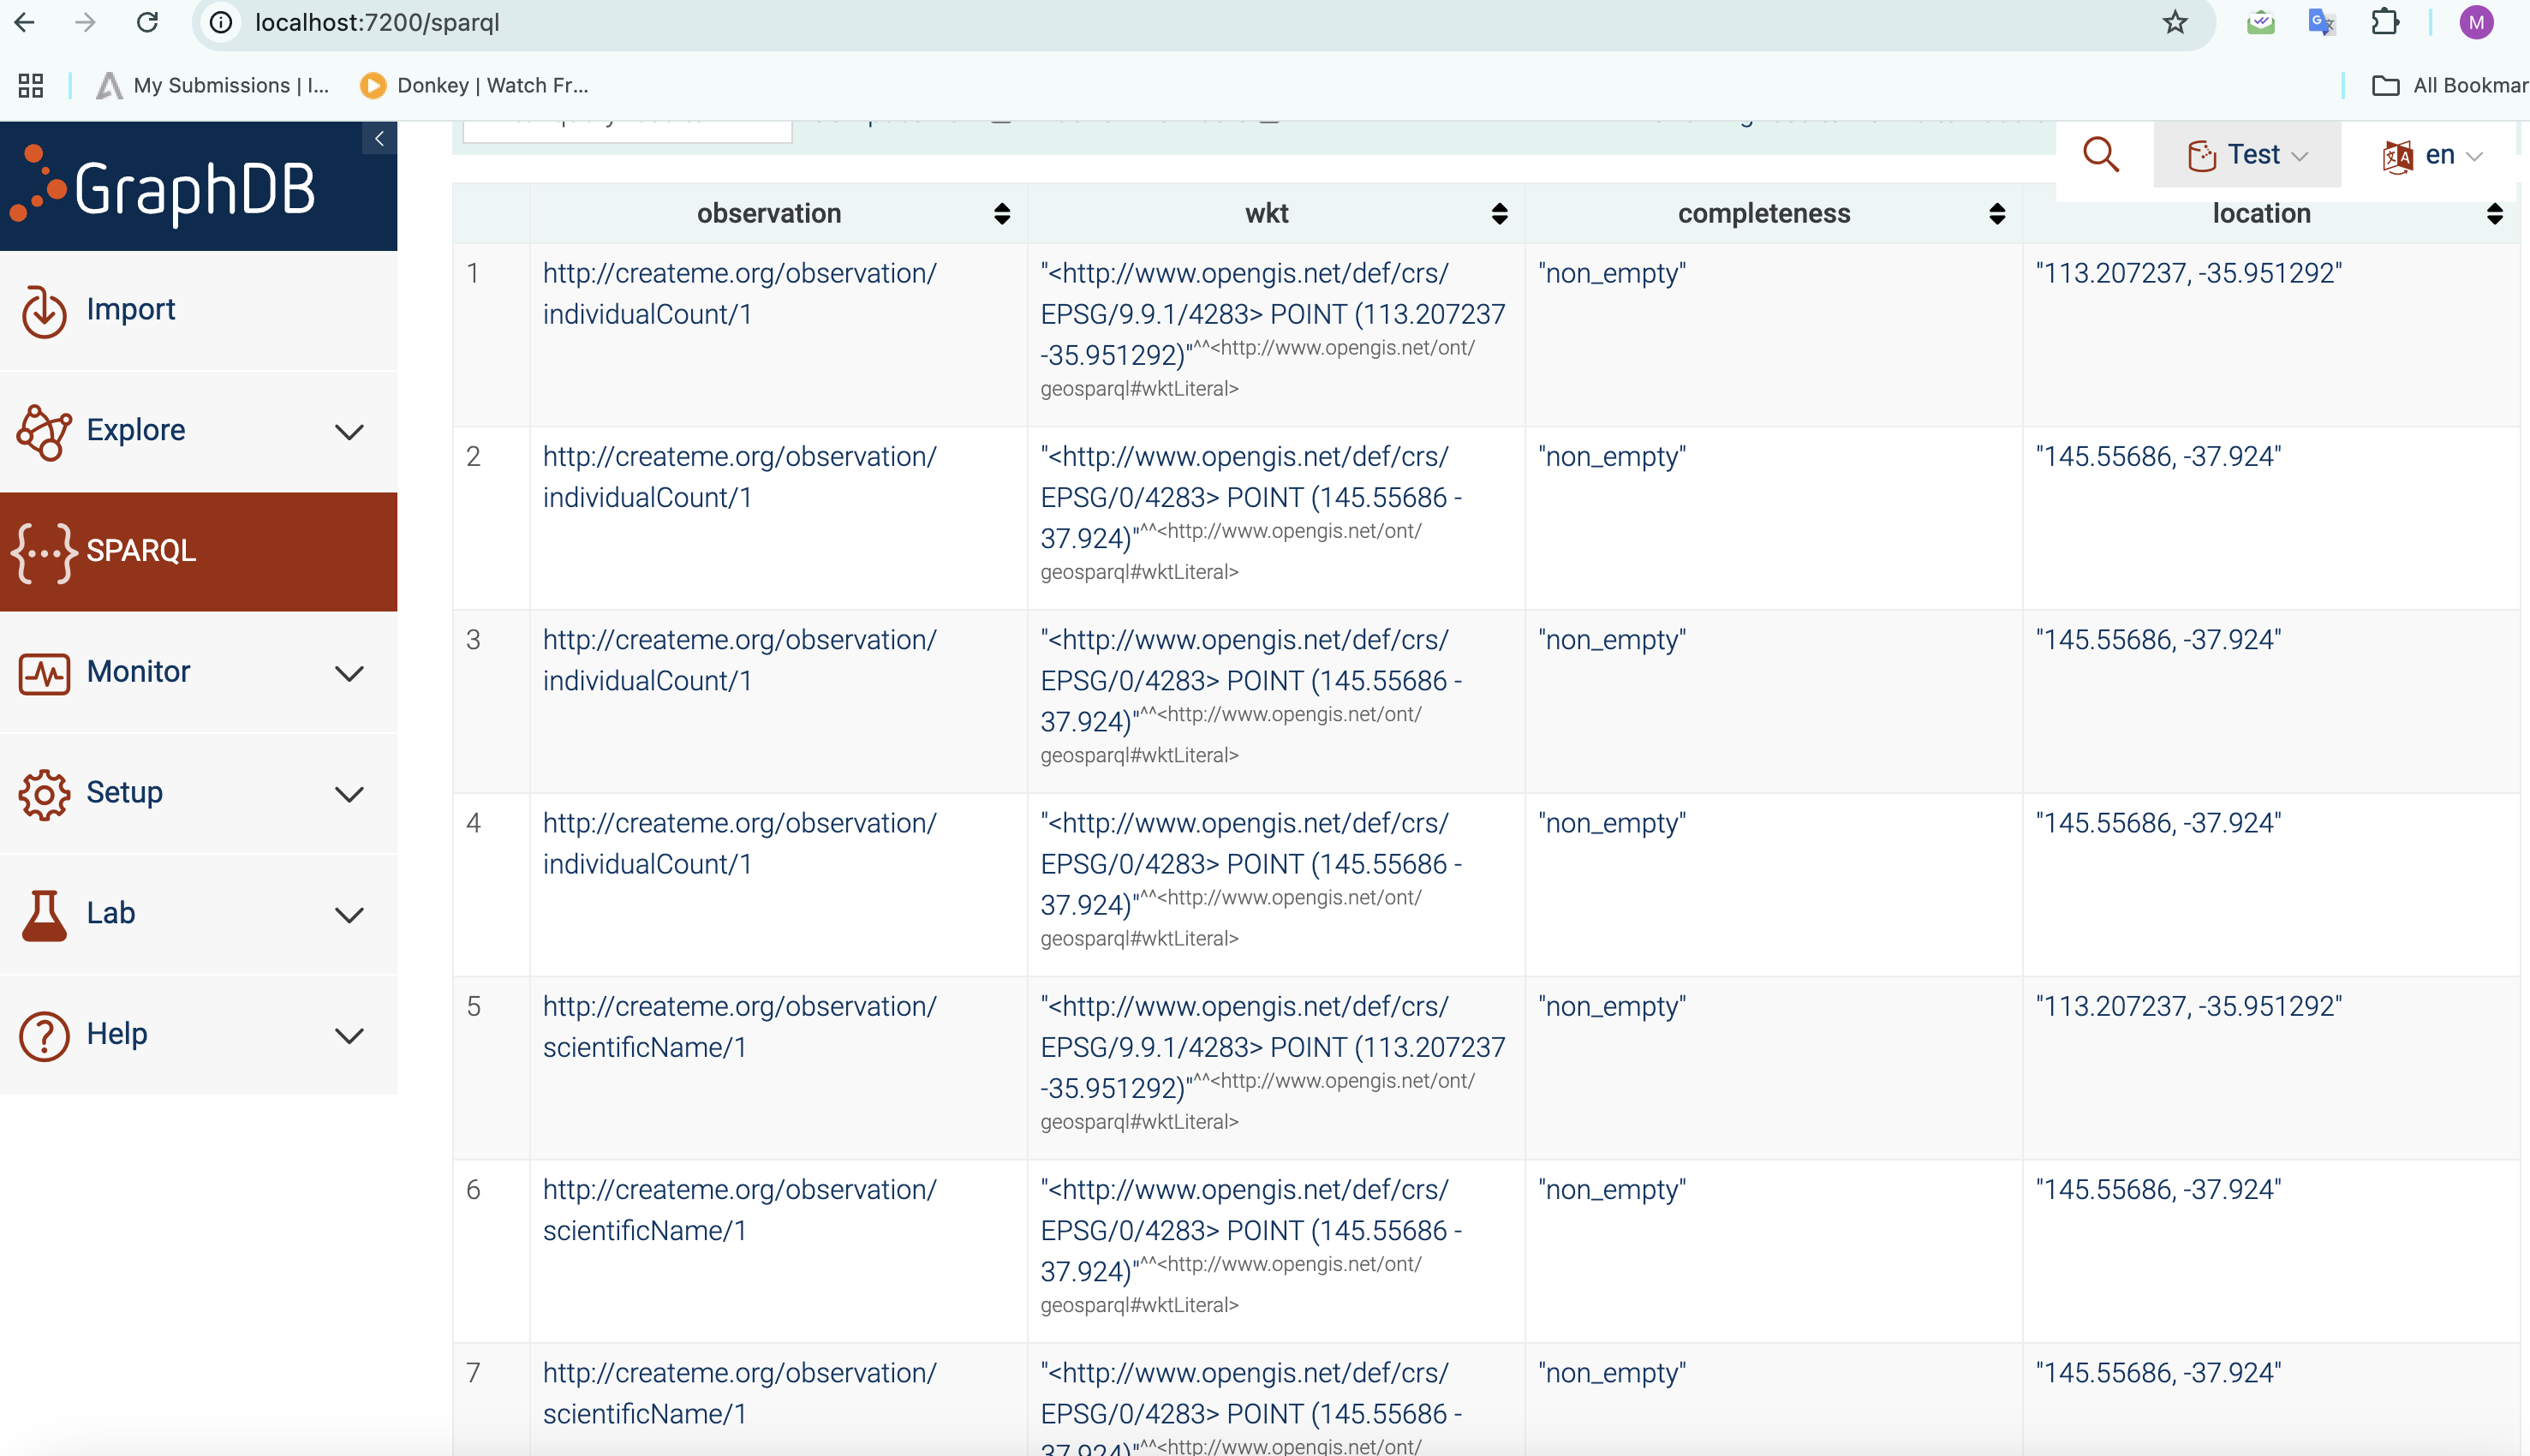 localhost:7200/sparql
M
My Submissions | I...
Donkey | Watch Fr...
All Bookmar
GraphDB
Test
en
Import
Explore
SPARQL
Monitor
Setup
Lab
Help
observation wkt completeness location
1 http://createme.org/observation/ "<http://www.opengis.net/def/crs/ "non_empty" "113.207237, -35.951292"
individualCount/1 EPSG/9.9.1/4283> POINT (113.207237
-35.951292)"^^<http://www.opengis.net/ont/
geosparql#wktLiteral>
2 http://createme.org/observation/ "<http://www.opengis.net/def/crs/ "non_empty" "145.55686, -37.924"
individualCount/1 EPSG/0/4283> POINT (145.55686 -
37.924)"^^<http://www.opengis.net/ont/
geosparql#wktLiteral>
3 http://createme.org/observation/ "<http://www.opengis.net/def/crs/ "non_empty" "145.55686, -37.924"
individualCount/1 EPSG/0/4283> POINT (145.55686 -
37.924)"^^<http://www.opengis.net/ont/
geosparql#wktLiteral>
4 http://createme.org/observation/ "<http://www.opengis.net/def/crs/ "non_empty" "145.55686, -37.924"
individualCount/1 EPSG/0/4283> POINT (145.55686 -
37.924)"^^<http://www.opengis.net/ont/
geosparql#wktLiteral>
5 http://createme.org/observation/ "<http://www.opengis.net/def/crs/ "non_empty" "113.207237, -35.951292"
scientificName/1 EPSG/9.9.1/4283> POINT (113.207237
-35.951292)"^^<http://www.opengis.net/ont/
geosparql#wktLiteral>
6 http://createme.org/observation/ "<http://www.opengis.net/def/crs/ "non_empty" "145.55686, -37.924"
scientificName/1 EPSG/0/4283> POINT (145.55686 -
37.924)"^^<http://www.opengis.net/ont/
geosparql#wktLiteral>
7 http://createme.org/observation/ "<http://www.opengis.net/def/crs/ "non_empty" "145.55686, -37.924"
scientificName/1 EPSG/0/4283> POINT (145.55686 -
37.924)"^^<http://www.opengis.net/ont/